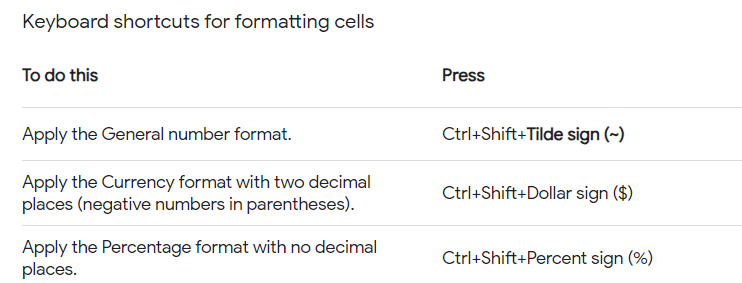 Keyboard shortcuts for formatting cells
To do this Press
Apply the General number format. Ctrl+Shift+Tilde sign (~)
Apply the Currency format with two decimal
places (negative numbers in parentheses). Ctrl+Shift+Dollar sign ($)
Apply the Percentage format with no decimal
places. Ctrl+Shift+Percent sign (%)